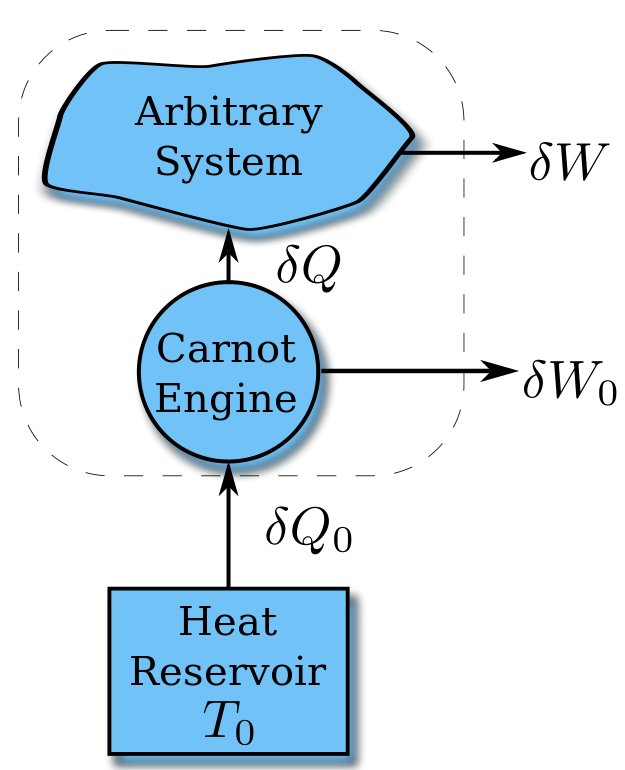 Arbitrary
System
δW
δQ
Carnot
Engine
δW₀
δQ₀
Heat
Reservoir
T₀